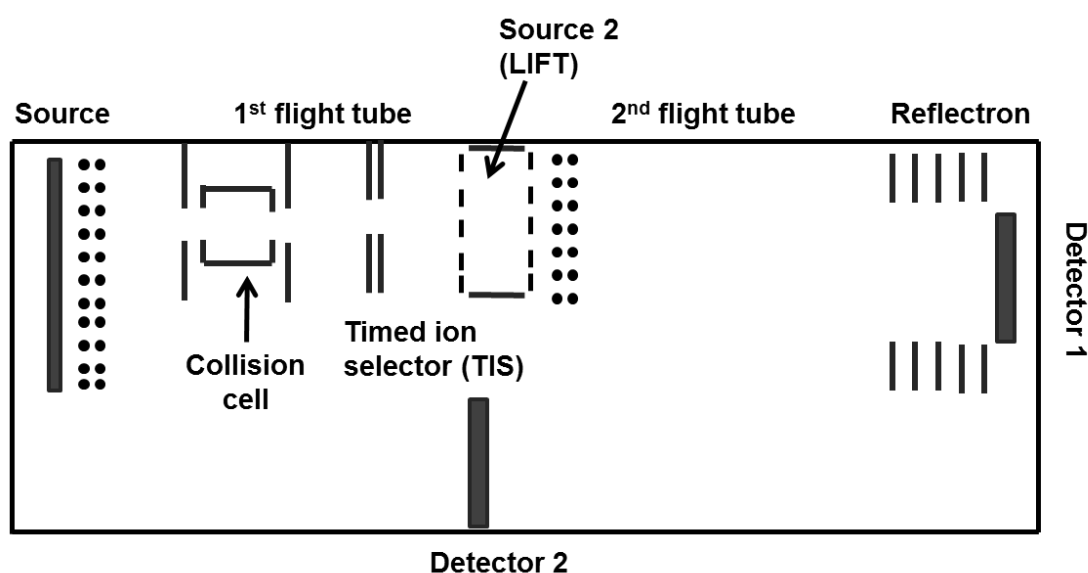 Source 2
(LIFT)
Source
1st flight tube
2nd flight tube
Reflectron
Detector 1
Collision
cell
Timed ion
selector (TIS)
Detector 2